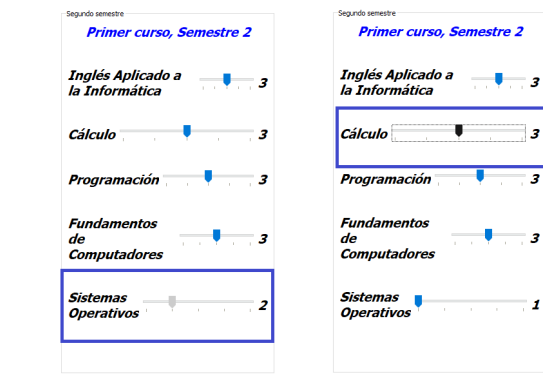 Segundo semestre
Primer curso, Semestre 2
Inglés Aplicado a
la Informática
3
Cálculo
3
Programación
3
Fundamentos
de
Computadores
3
Sistemas
Operativos
2
Segundo semestre
Primer curso, Semestre 2
Inglés Aplicado a
la Informática
3
Cálculo
3
Programación
3
Fundamentos
de
Computadores
3
Sistemas
Operativos
1